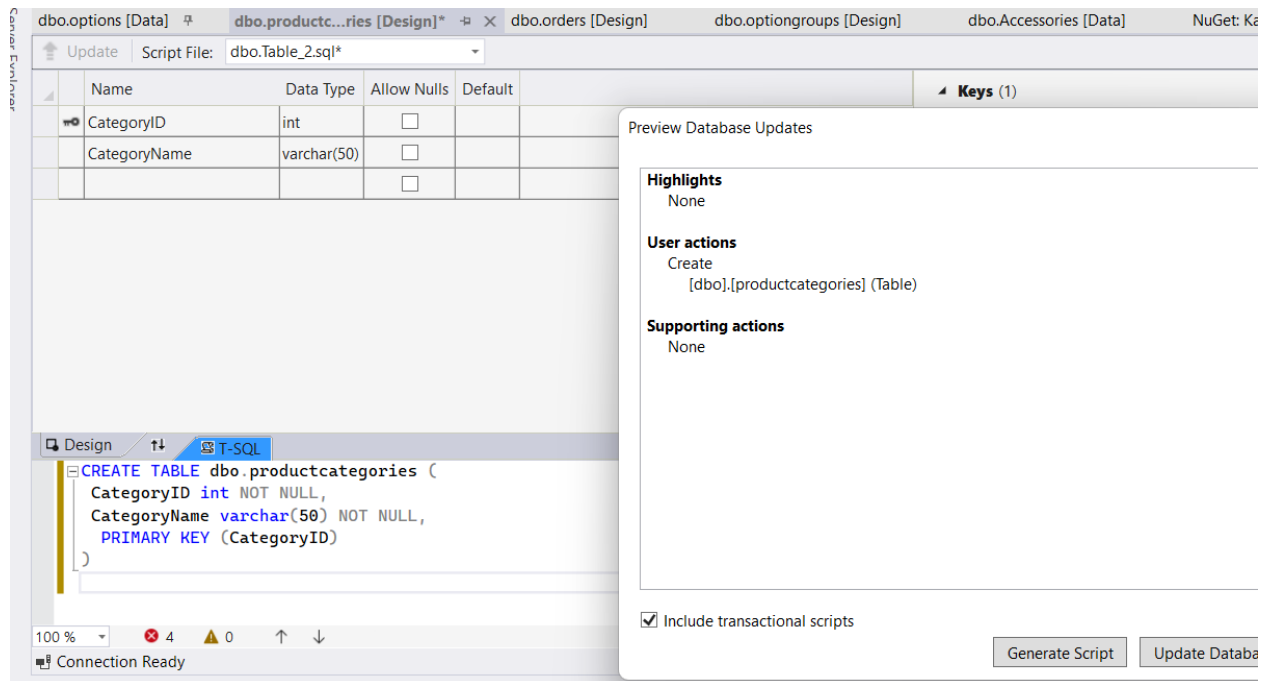 dbo.options [Data] dbo.productc...ries [Design]* dbo.orders [Design] dbo.optiongroups [Design] dbo.Accessories [Data] NuGet: Ka
Server Explorer
Update Script File: dbo.Table_2.sql*
Name Data Type Allow Nulls Default
Keys (1)
CategoryID int
CategoryName varchar(50)
Preview Database Updates
Highlights
None
User actions
Create
[dbo].[productcategories] (Table)
Supporting actions
None
Design T-SQL
CREATE TABLE dbo.productcategories (
CategoryID int NOT NULL,
CategoryName varchar(50) NOT NULL,
PRIMARY KEY (CategoryID)
)
Include transactional scripts
Generate Script Update Databa
100 % 4 0
Connection Ready